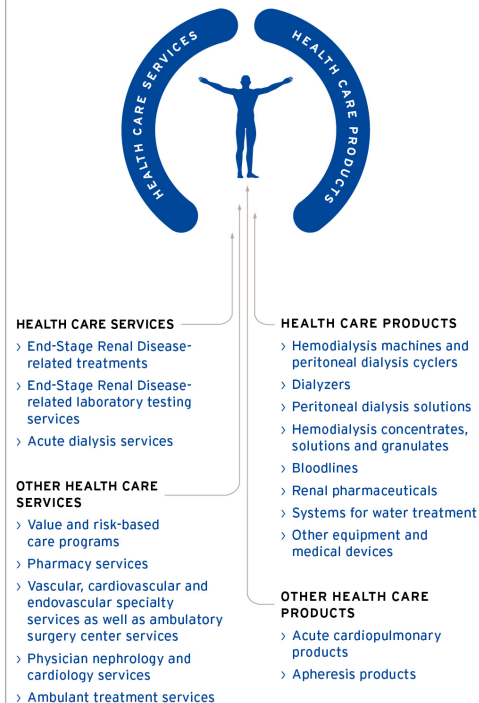 HEALTH CARE SERVICES
HEALTH CARE PRODUCTS
HEALTH CARE SERVICES
› End-Stage Renal Disease-
related treatments
› End-Stage Renal Disease-
related laboratory testing
services
› Acute dialysis services
OTHER HEALTH CARE
SERVICES
› Value and risk-based
care programs
› Pharmacy services
› Vascular, cardiovascular and
endovascular specialty
services as well as ambulatory
surgery center services
› Physician nephrology and
cardiology services
› Ambulant treatment services
HEALTH CARE PRODUCTS
› Hemodialysis machines and
peritoneal dialysis cyclers
› Dialyzers
› Peritoneal dialysis solutions
› Hemodialysis concentrates,
solutions and granulates
› Bloodlines
› Renal pharmaceuticals
› Systems for water treatment
› Other equipment and
medical devices
OTHER HEALTH CARE
PRODUCTS
› Acute cardiopulmonary
products
› Apheresis products